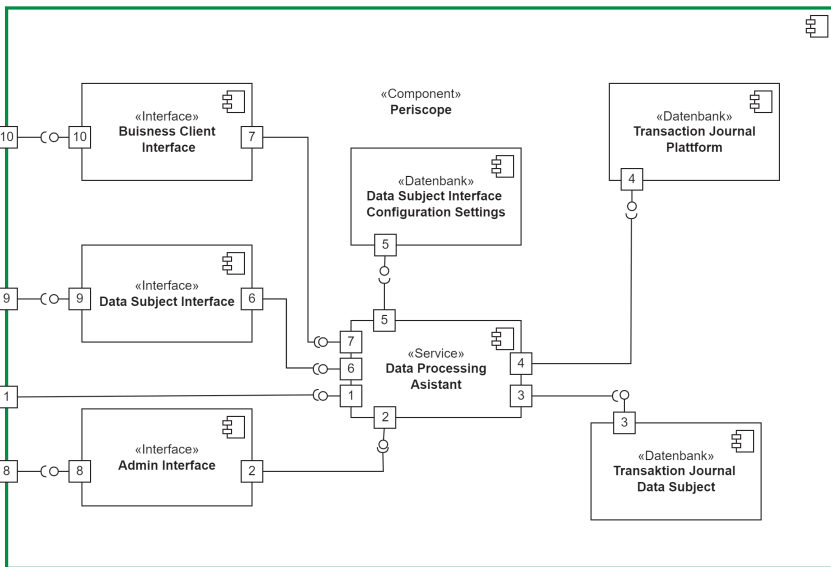 «Component»
Periscope
«Interface»
Buisness Client
Interface
10
10
7
«Datenbank»
Transaction Journal
Plattform
4
«Datenbank»
Data Subject Interface
Configuration Settings
5
«Interface»
Data Subject Interface
9
9
6
5
7
6
1
«Service»
Data Processing
Asistant
4
3
2
1
«Interface»
Admin Interface
8
8
2
3
«Datenbank»
Transaktion Journal
Data Subject